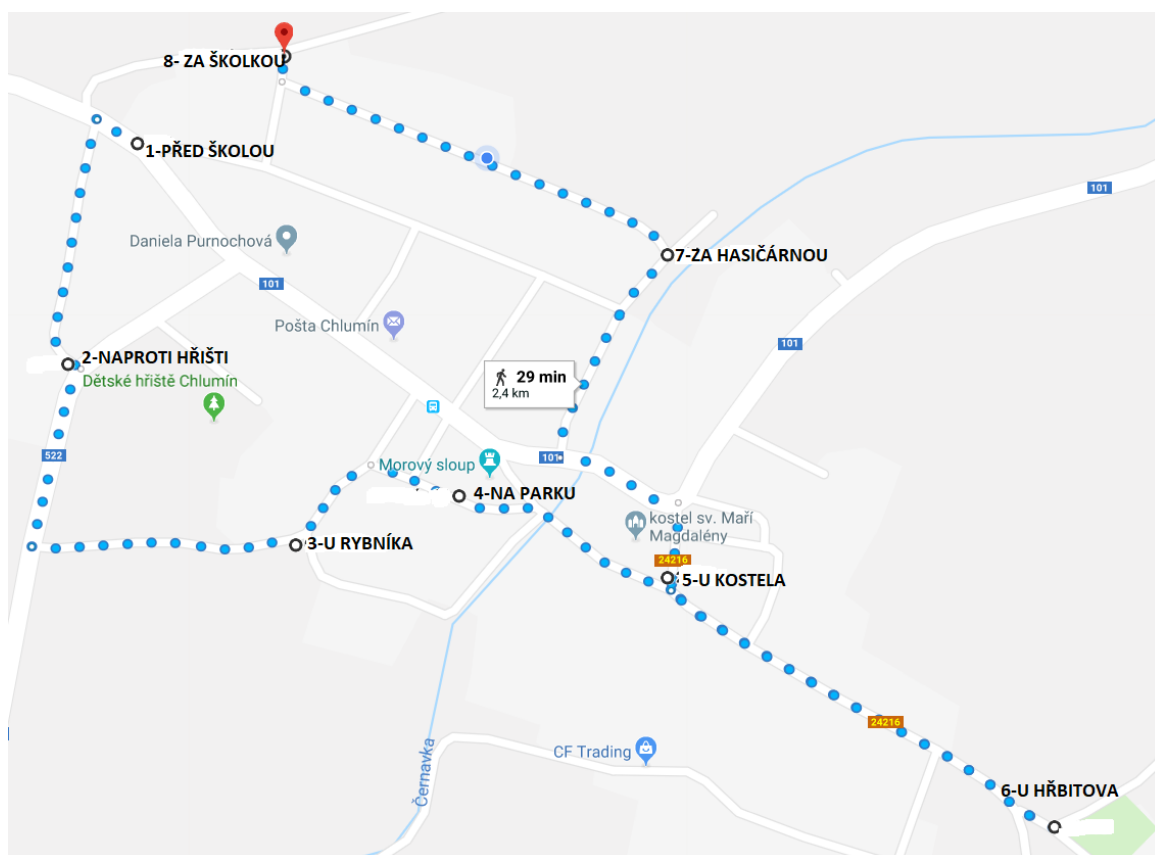 8- ZA ŠKOLKOU
1-PŘED ŠKOLOU
101
Daniela Purnochová
7-ZA HASIČÁRNOU
101
Pošta Chlumín
101
2-NAPROTI HŘIŠTI
Dětské hřiště Chlumín
29 min
2,4 km
522
Morový sloup
101
4-NA PARKU
kostel sv. Maří
Magdalény
3-U RYBNÍKA
24216
5-U KOSTELA
24216
CF Trading
Černavka
6-U HŘBITOVA